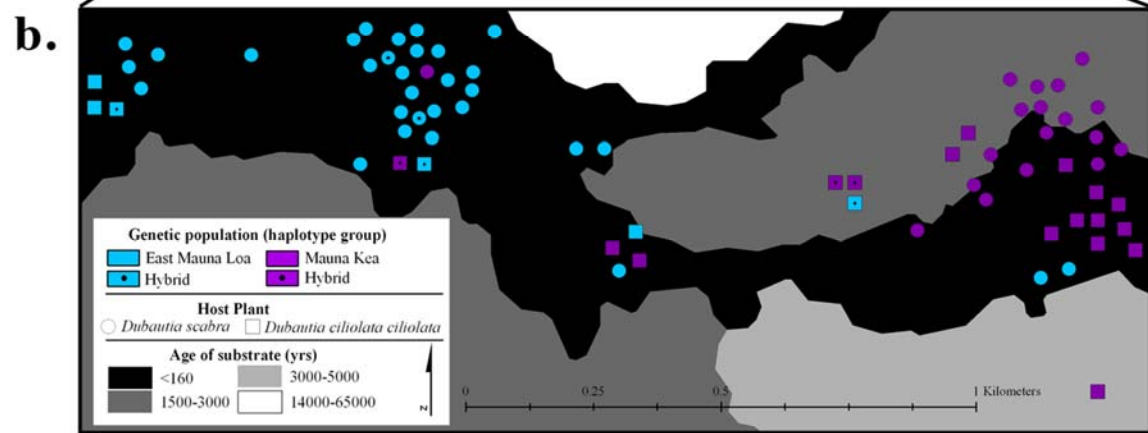 b.
Genetic population (haplotype group)
East Mauna Loa Mauna Kea
Hybrid Hybrid
Host Plant
Dubautia scabra Dubautia ciliolata ciliolata
Age of substrate (yrs)
<160 3000-5000
1500-3000 14000-65000
N
0 0.25 0.5 1 Kilometers